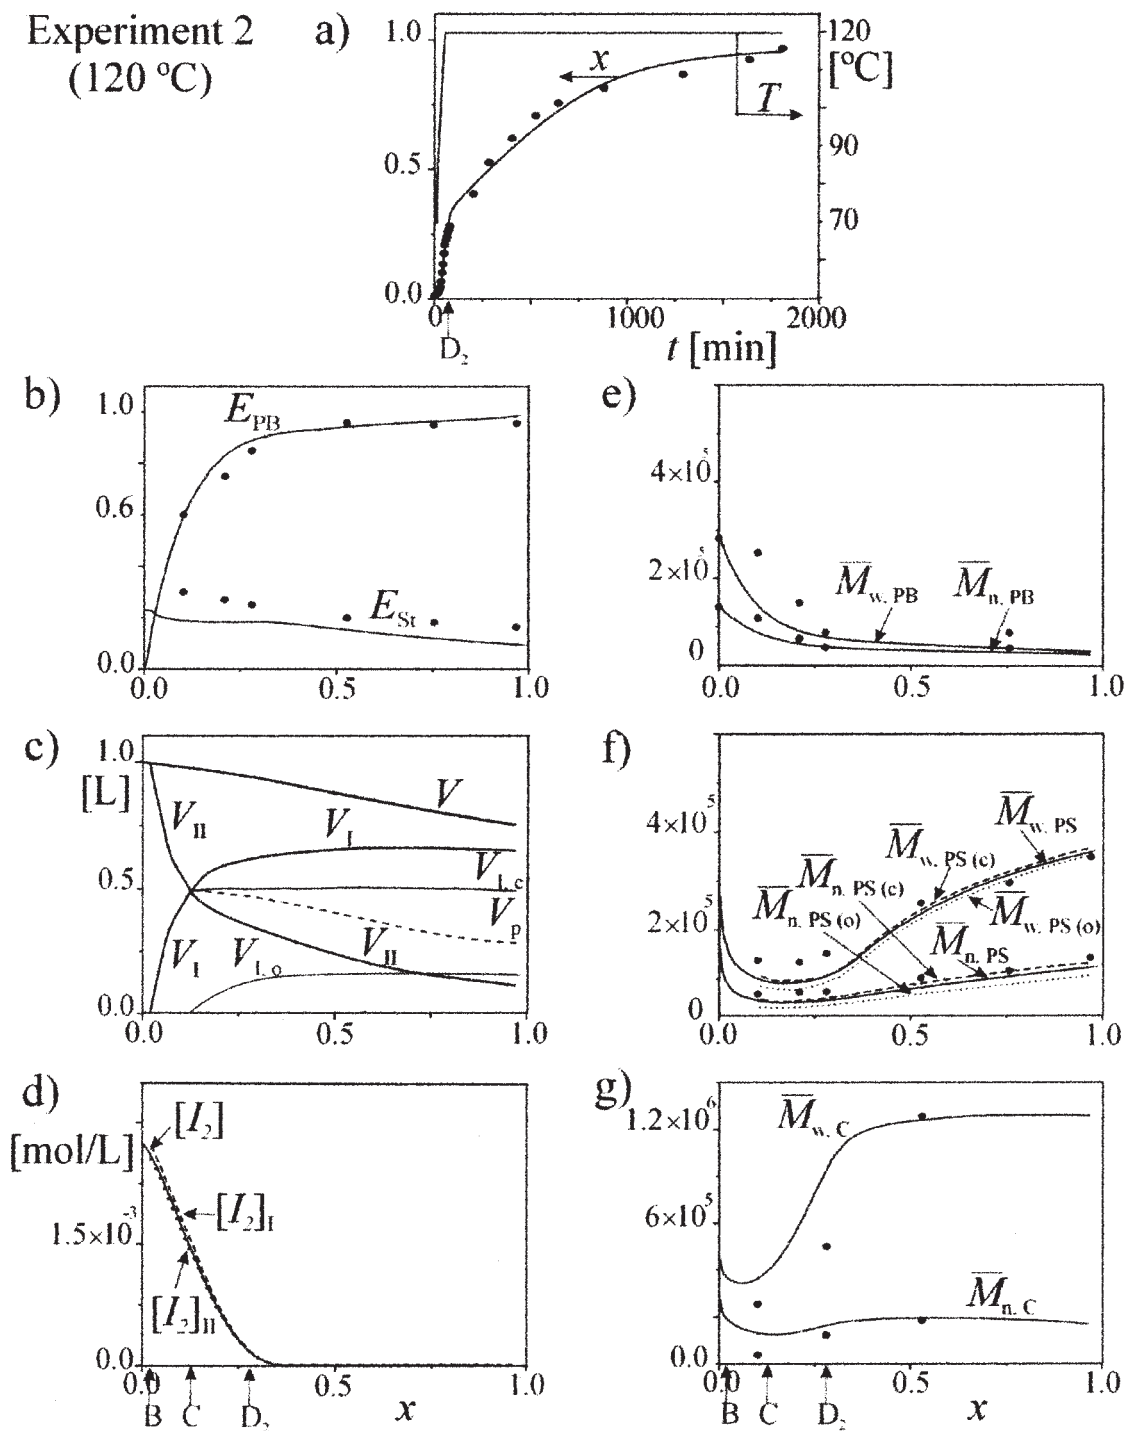 Experiment 2
(120 ºC)
a)
1.0
0.5
0.0
x
T
120
[ºC]
90
70
0
1000
2000
D₂
t [min]
b)
1.0
0.6
0.0
E_PB
E_St
0.0
0.5
1.0
e)
4×10⁵
2×10⁵
0
M̅_w, PB
M̅_n, PB
0.0
0.5
1.0
c)
1.0
[L]
0.5
0.0
V
V_II
V_I
V_I,c
V_p
V_I
V_I,o
V_II
0.0
0.5
1.0
f)
4×10⁵
2×10⁵
0
M̅_w, PS
M̅_w, PS (c)
M̅_n, PS (c)
M̅_n, PS (o)
M̅_w, PS (o)
M̅_n, PS
0.0
0.5
1.0
d)
[mol/L]
1.5×10⁻³
0.0
[I₂]
[I₂]_I
[I₂]_II
0.0
0.5
1.0
B
C
D₂
x
g)
1.2×10⁶
6×10⁵
0.0
M̅_w, C
M̅_n, C
0.0
0.5
1.0
B
C
D₂
x